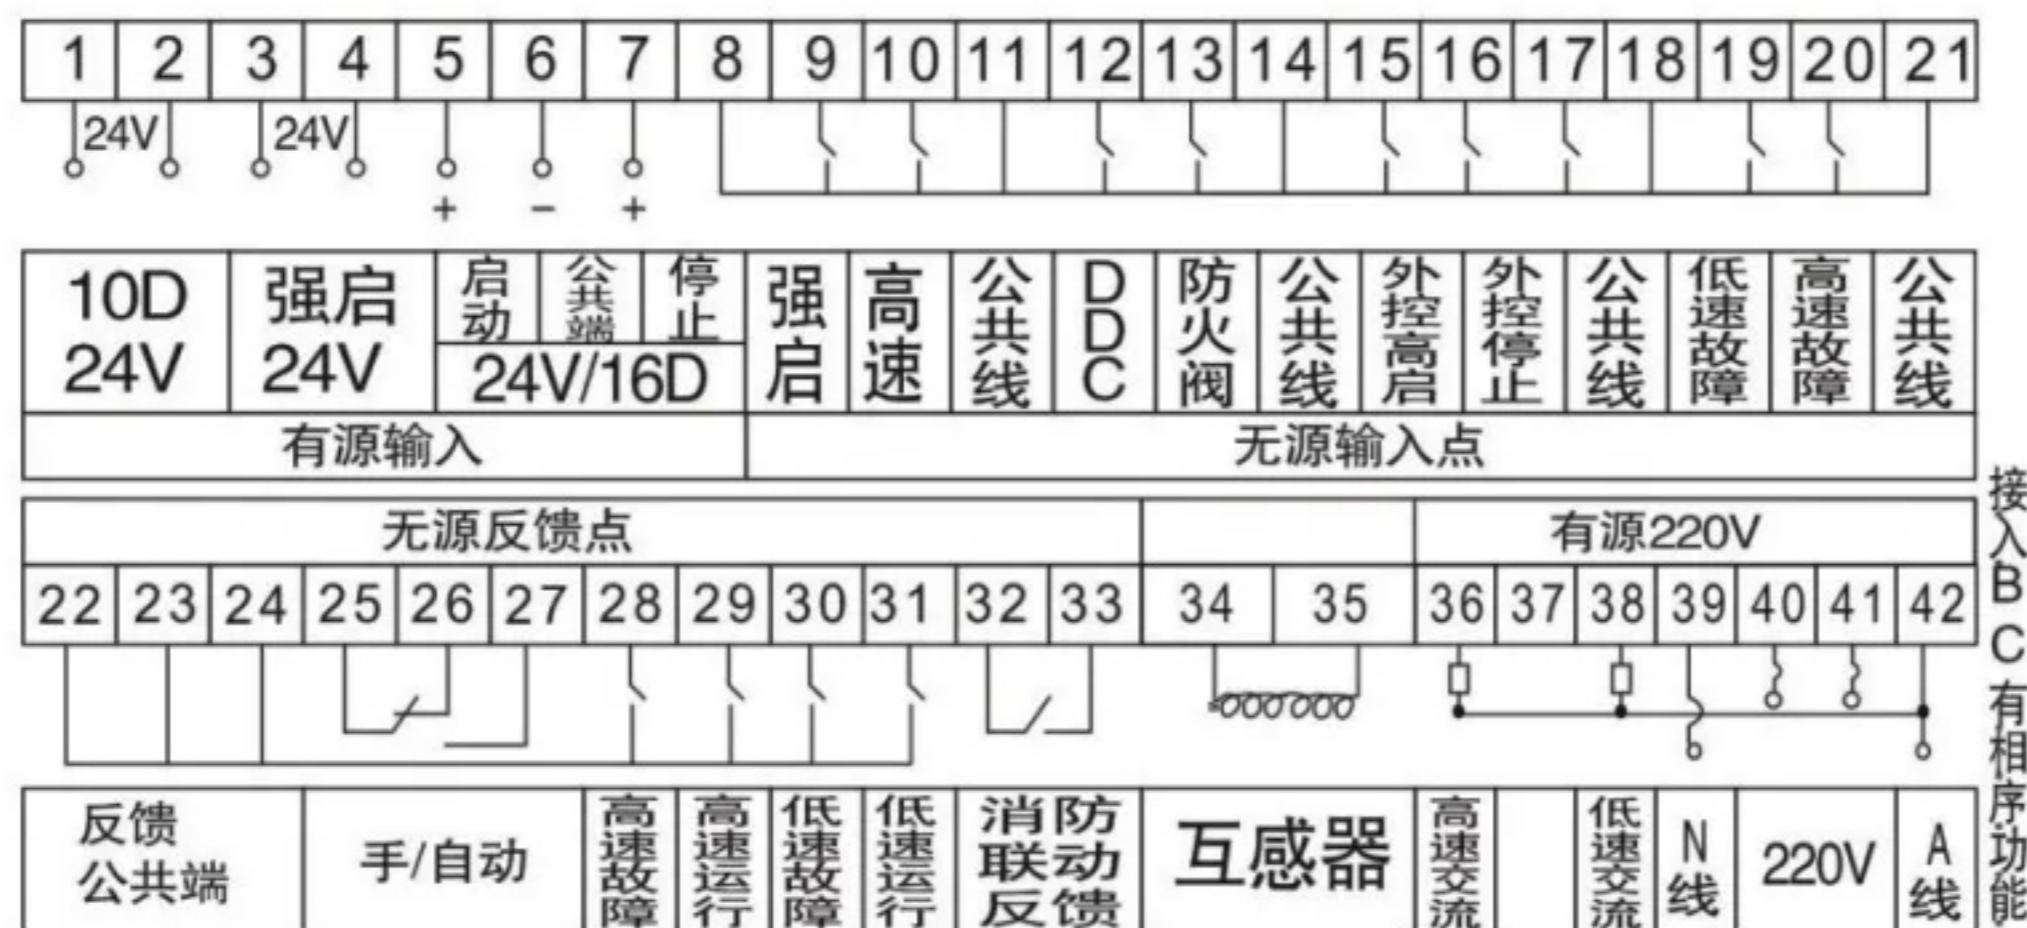 1 2 3 4 5 6 7 8 9 10 11 12 13 14 15 16 17 18 19 20 21
24V 24V
+ − +
10D 24V
强启 24V
启动 公共端 停止
24V/16D
强启
高速
公共线
DDC
防火阀
公共线
外控高启
外控停止
公共线
低速故障
高速故障
公共线
有源输入 无源输入点
无源反馈点 有源220V
22 23 24 25 26 27 28 29 30 31 32 33 34 35 36 37 38 39 40 41 42
反馈
公共端
手/自动
高速故障
高速运行
低速故障
低速运行
消防
联动
反馈
互感器
高速交流
低速交流
N线
220V
A线
接入BC有相序功能